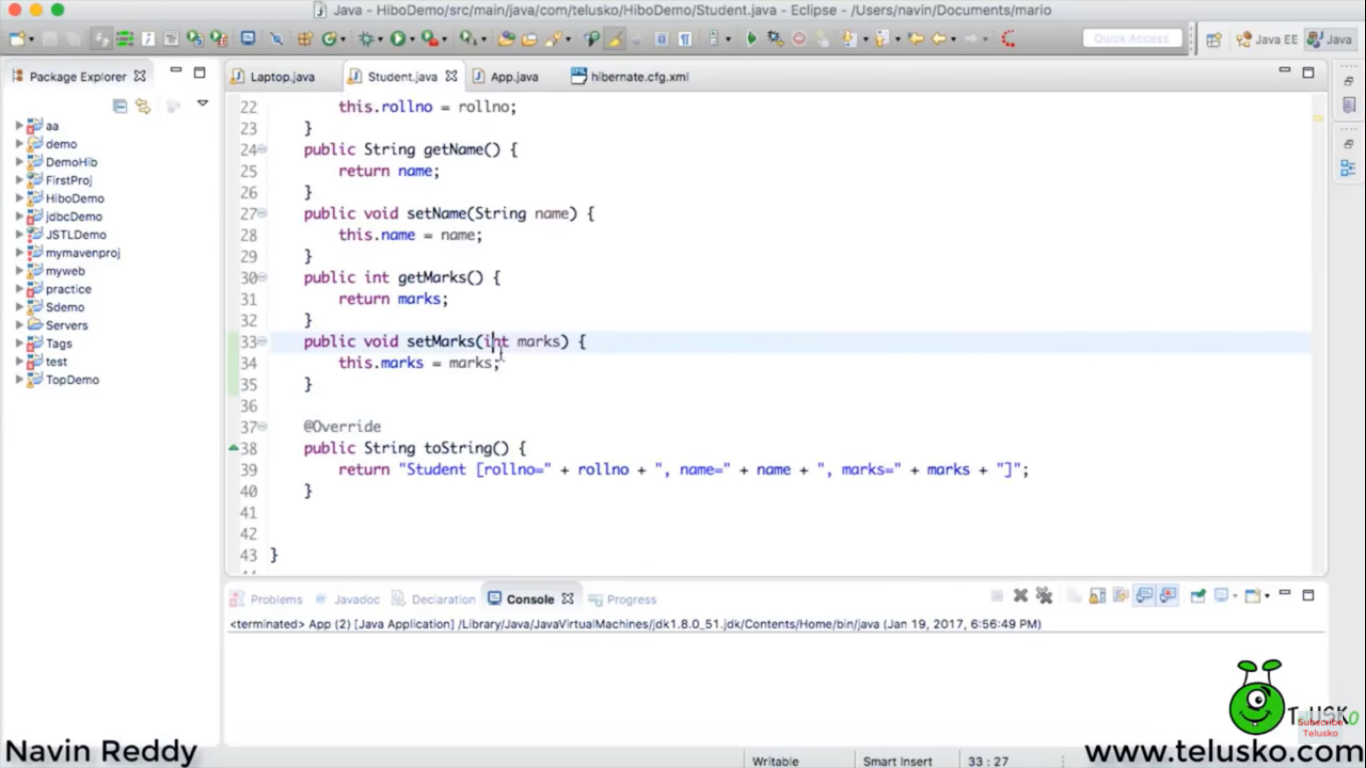 Java - HiboDemo/src/main/java/com/telusko/HiboDemo/Student.java - Eclipse - /Users/navin/Documents/mario
Quick Access
Java EE
Java
Package Explorer
Laptop.java
Student.java
App.java
hibernate.cfg.xml
aa
demo
DemoHib
FirstProj
HiboDemo
jdbcDemo
JSTLDemo
mymavenproj
myweb
practice
Sdemo
Servers
Tags
test
TopDemo
22 this.rollno = rollno;
23 }
24 public String getName() {
25 return name;
26 }
27 public void setName(String name) {
28 this.name = name;
29 }
30 public int getMarks() {
31 return marks;
32 }
33 public void setMarks(int marks) {
34 this.marks = marks;
35 }
36
37 @Override
38 public String toString() {
39 return "Student [rollno=" + rollno + ", name=" + name + ", marks=" + marks + "]";
40 }
41
42
43 }
Problems Javadoc Declaration Console Progress
<terminated> App (2) [Java Application] /Library/Java/JavaVirtualMachines/jdk1.8.0_51.jdk/Contents/Home/bin/java (Jan 19, 2017, 6:56:49 PM)
Subscribe
Telusko
Navin Reddy
www.telusko.com
Writable
Smart Insert
33 : 27